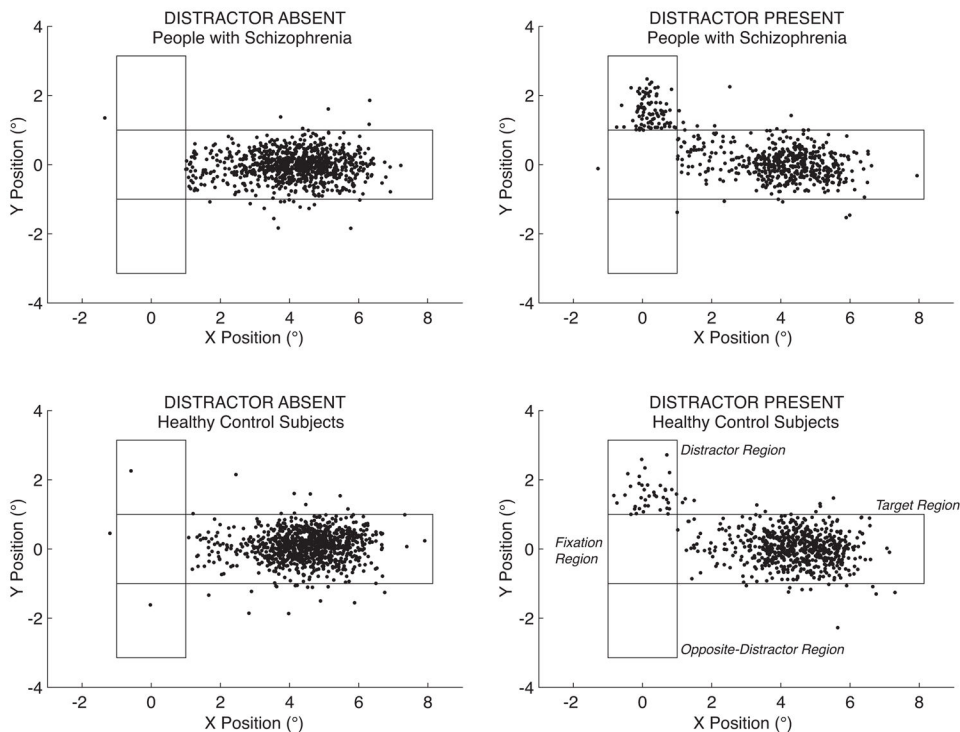 DISTRACTOR ABSENT
People with Schizophrenia
4
2
0
-2
-4
Y Position (°)
-2 0 2 4 6 8
X Position (°)
DISTRACTOR PRESENT
People with Schizophrenia
4
2
0
-2
-4
Y Position (°)
-2 0 2 4 6 8
X Position (°)
DISTRACTOR ABSENT
Healthy Control Subjects
4
2
0
-2
-4
Y Position (°)
-2 0 2 4 6 8
X Position (°)
DISTRACTOR PRESENT
Healthy Control Subjects
4
2
0
-2
-4
Y Position (°)
Distractor Region
Target Region
Fixation
Region
Opposite-Distractor Region
-2 0 2 4 6 8
X Position (°)